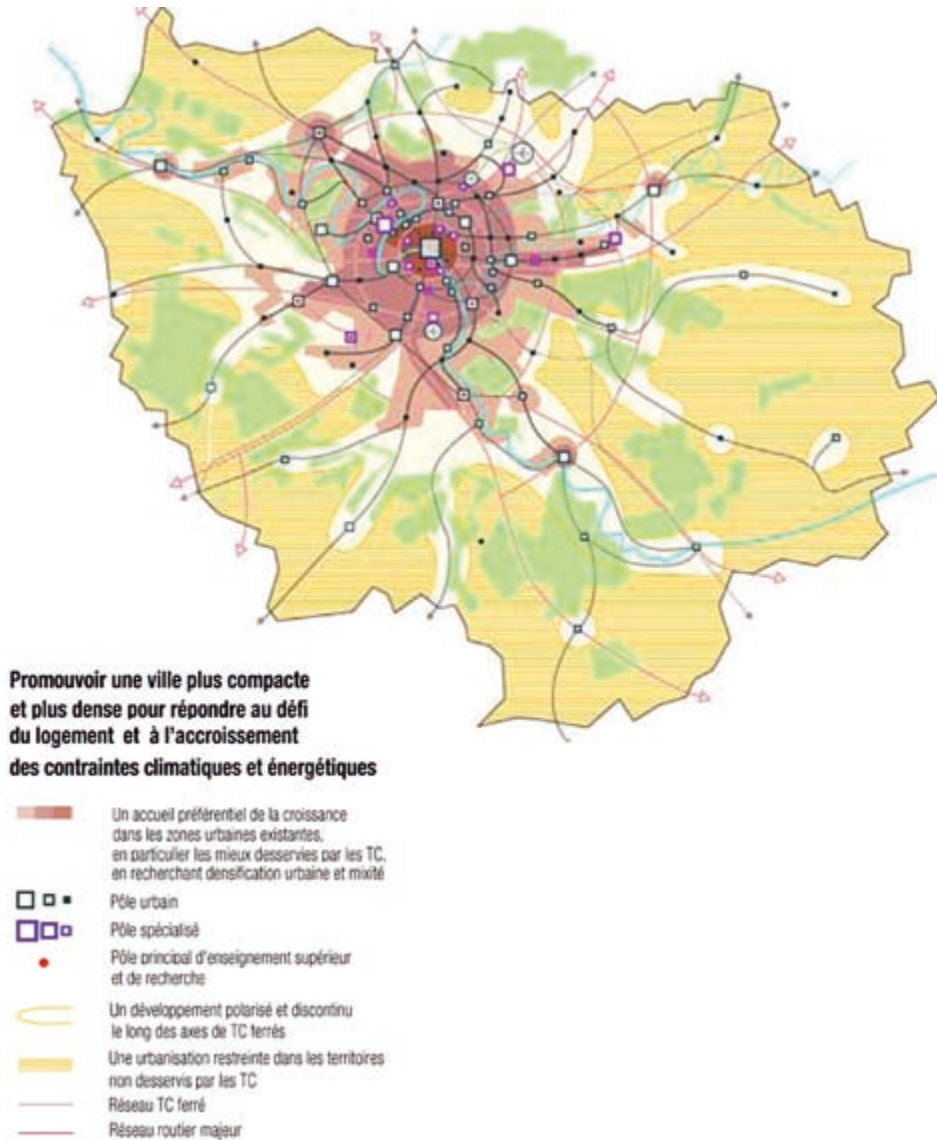 Promouvoir une ville plus compacte
et plus dense pour répondre au défi
du logement et à l'accroissement
des contraintes climatiques et énergétiques
Un accueil préférentiel de la croissance
dans les zones urbaines existantes,
en particulier les mieux desservies par les TC,
en recherchant densification urbaine et mixité
Pôle urbain
Pôle spécialisé
Pôle principal d'enseignement supérieur
et de recherche
Un développement polarisé et discontinu
le long des axes de TC ferrés
Une urbanisation restreinte dans les territoires
non desservis par les TC
Réseau TC ferré
Réseau routier majeur